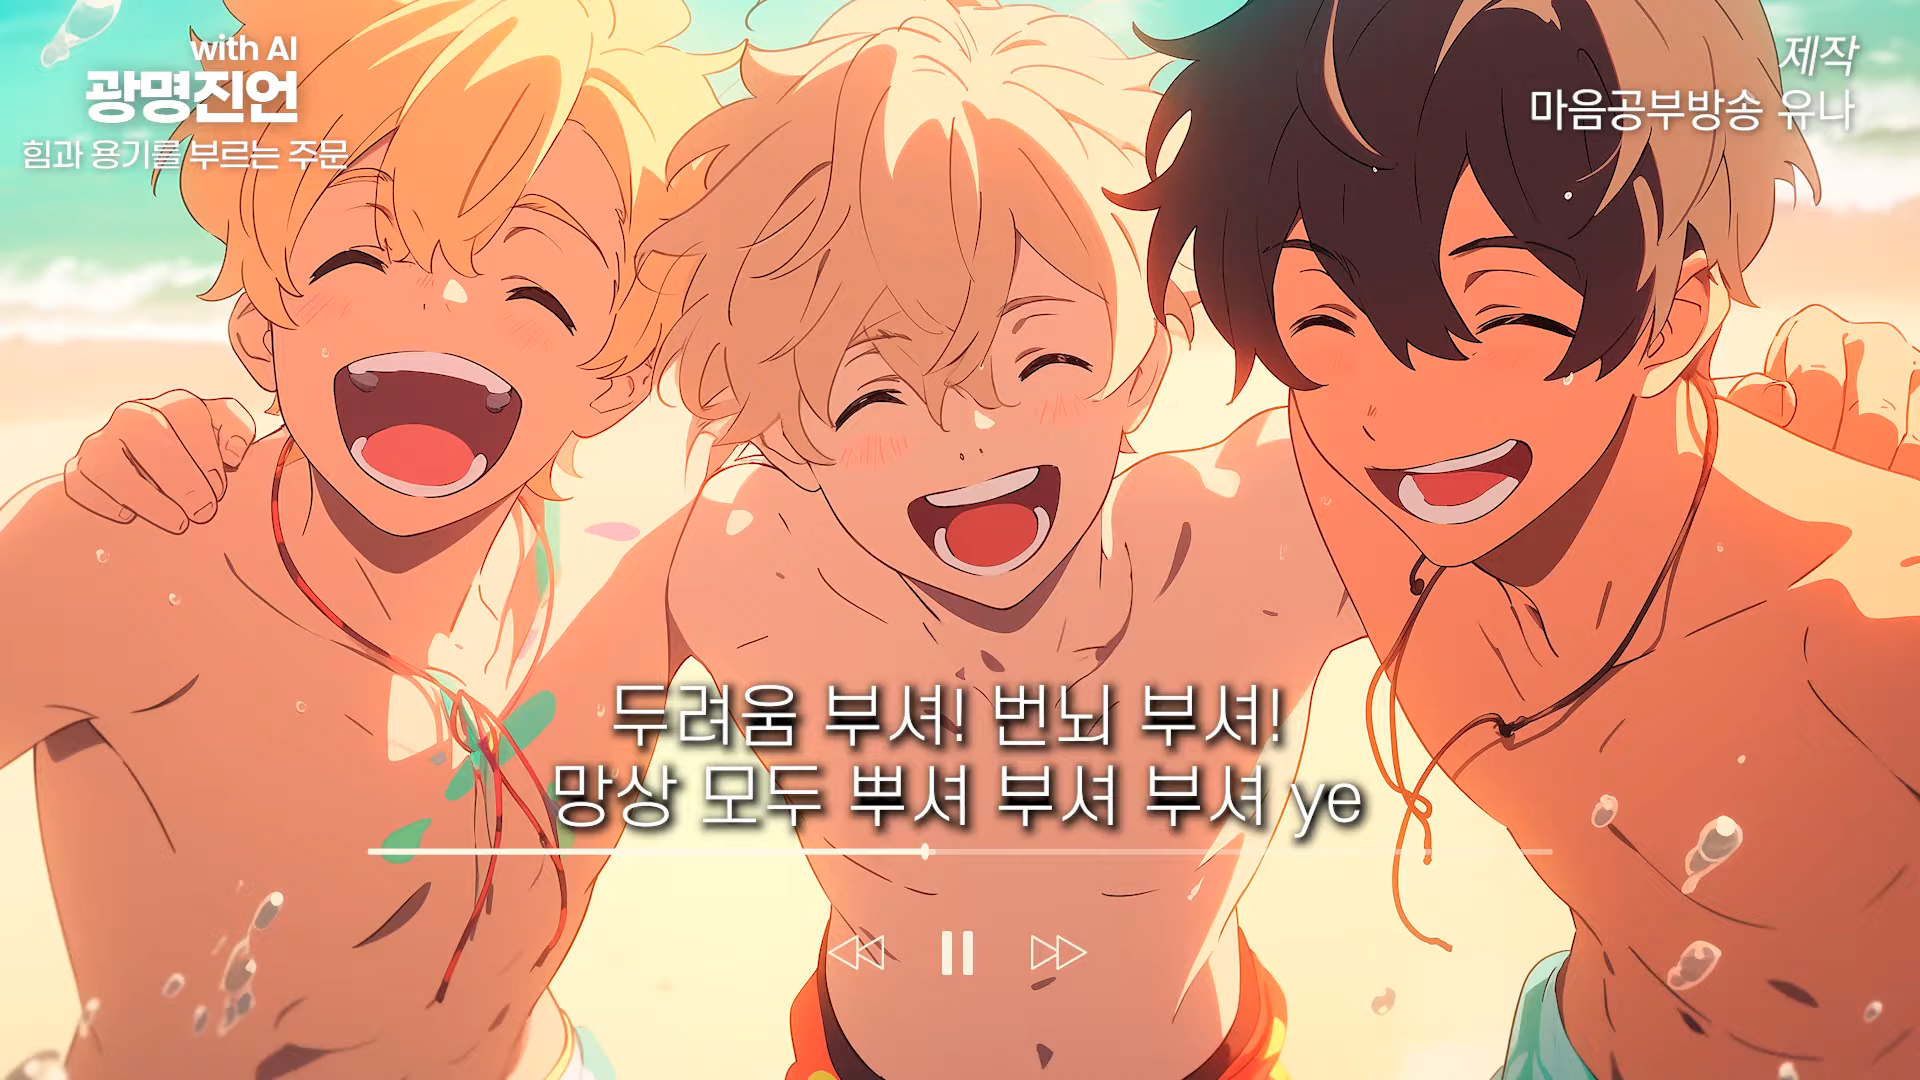 with AI
광명진언
힘과 용기를 부르는 주문
제작
마음공부방송 유나
두려움 부셔! 번뇌 부셔!
망상 모두 뿌셔 부셔 부셔 ye